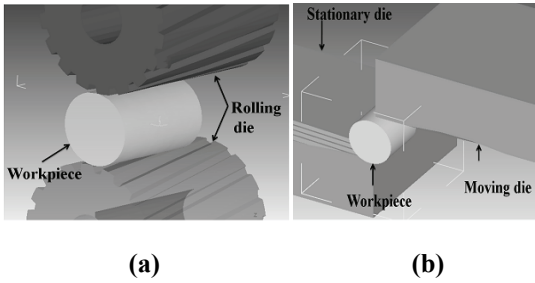 Rolling
die
Workpiece
(a)
Stationary die
Workpiece
Moving die
(b)